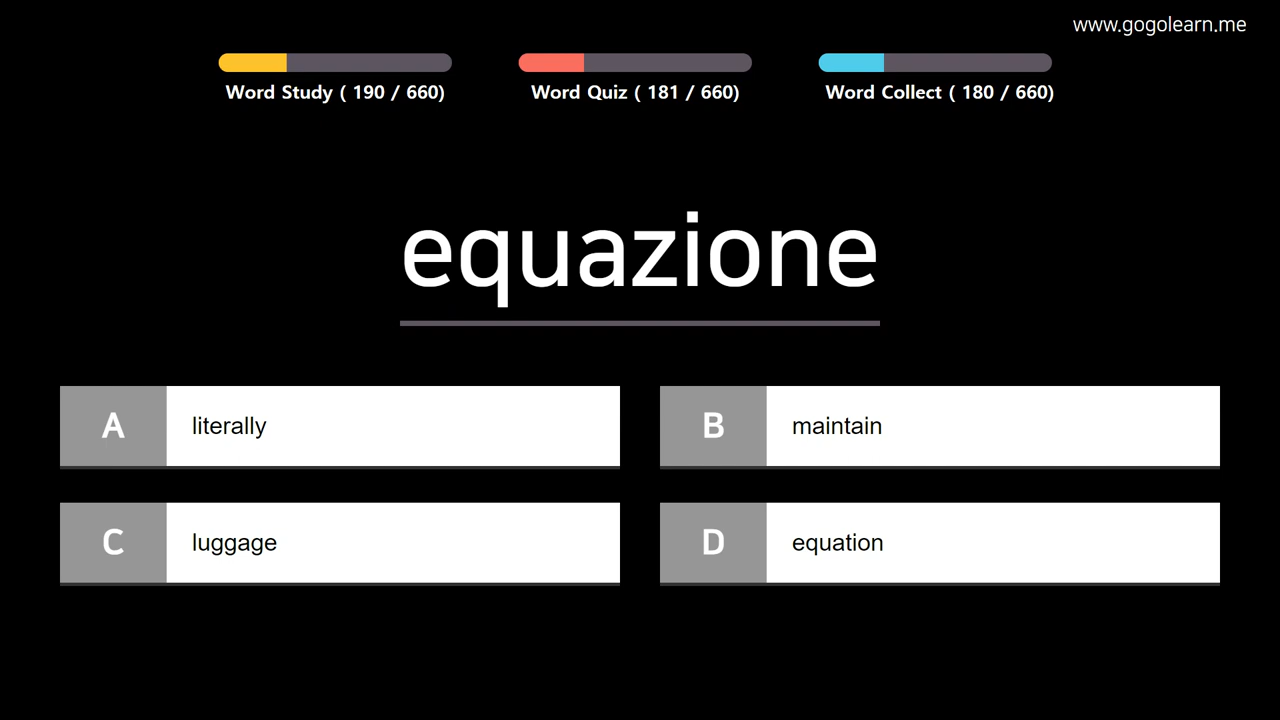 www.gogolearn.me
Word Study ( 190 / 660)
Word Quiz ( 181 / 660)
Word Collect ( 180 / 660)
equazione
A literally
B maintain
C luggage
D equation